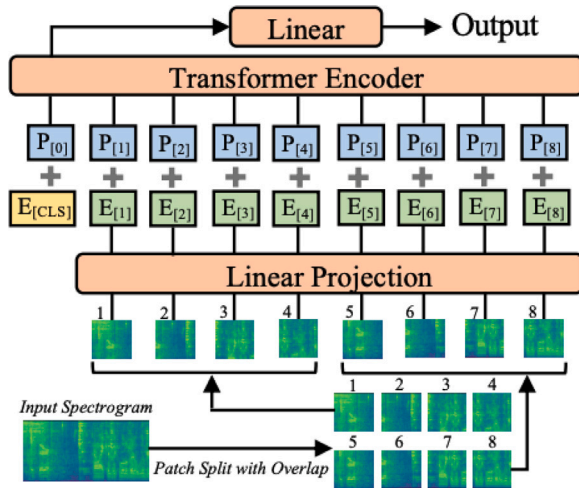 Linear Output
Transformer Encoder
P[0] P[1] P[2] P[3] P[4] P[5] P[6] P[7] P[8]
+ + + + + + + + +
E[CLS] E[1] E[2] E[3] E[4] E[5] E[6] E[7] E[8]
Linear Projection
1 2 3 4 5 6 7 8
1 2 3 4
Input Spectrogram
5 6 7 8
Patch Split with Overlap